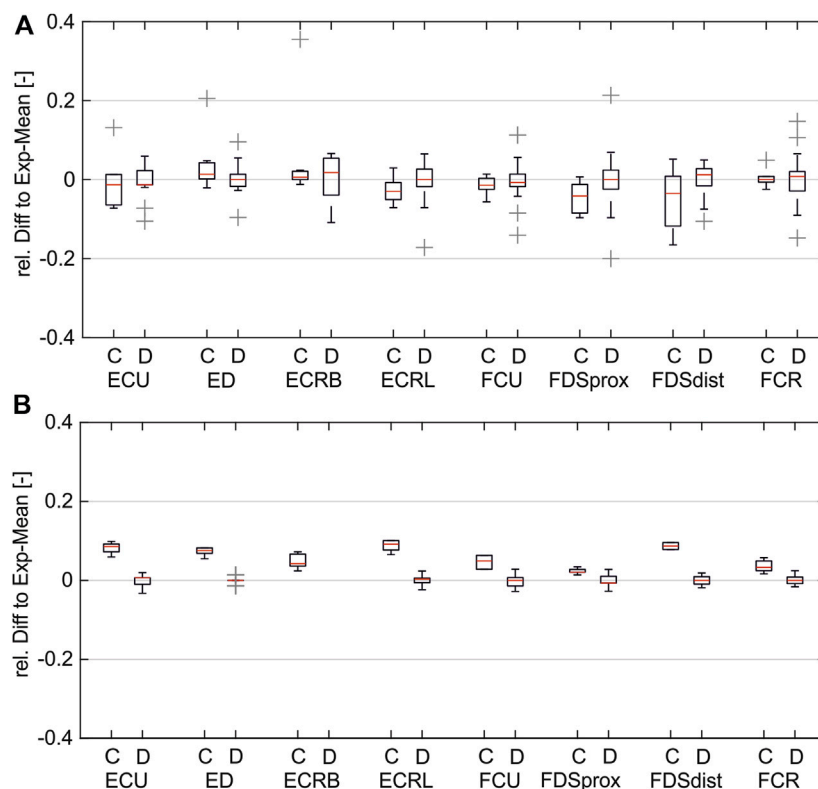 A
rel. Diff to Exp-Mean [-]
0.4
0.2
0
-0.2
-0.4
C D C D C D C D C D C D C D C D
ECU ED ECRB ECRL FCU FDSprox FDSdist FCR
B
rel. Diff to Exp-Mean [-]
0.4
0.2
0
-0.2
-0.4
C D C D C D C D C D C D C D C D
ECU ED ECRB ECRL FCU FDSprox FDSdist FCR